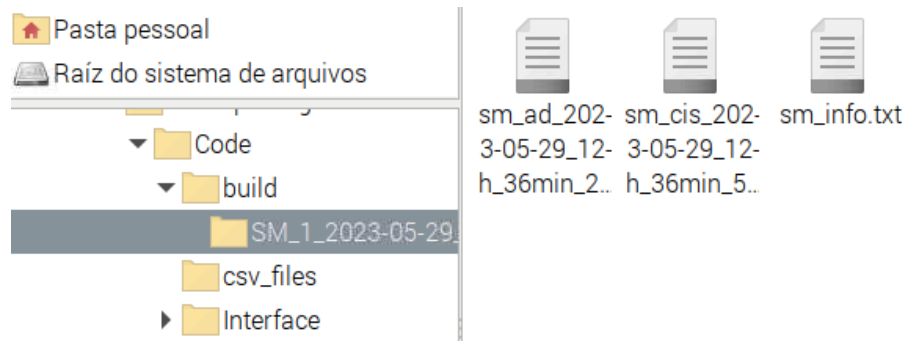 Pasta pessoal
Raíz do sistema de arquivos
Code
build
SM_1_2023-05-29_
csv_files
Interface
sm_ad_202-
3-05-29_12-
h_36min_2...
sm_cis_202-
3-05-29_12-
h_36min_5...
sm_info.txt